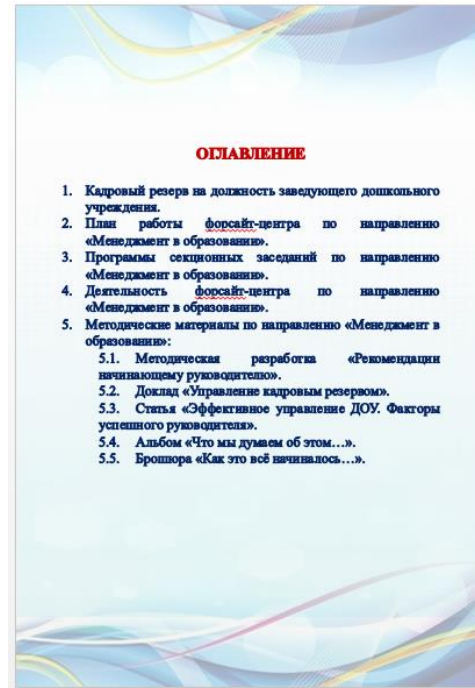 ОГЛАВЛЕНИЕ
1. Кадровый резерв на должность заведующего дошкольного
учреждения.
2. План работы форсайт-центра по направлению
«Менеджмент в образовании».
3. Программы секционных заседаний по направлению
«Менеджмент в образовании».
4. Деятельность форсайт-центра по направлению
«Менеджмент в образовании».
5. Методические материалы по направлению «Менеджмент в
образовании»:
5.1. Методическая разработка «Рекомендации
начинающему руководителю».
5.2. Доклад «Управление кадровым резервом».
5.3. Статья «Эффективное управление ДОУ. Факторы
успешного руководителя».
5.4. Альбом «Что мы думаем об этом…».
5.5. Брошюра «Как это всё начиналось…».